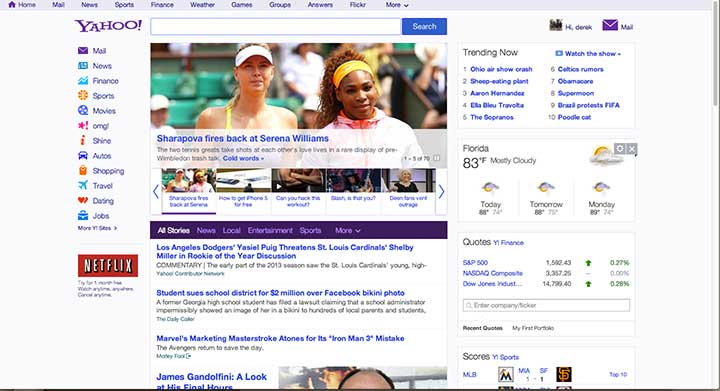 Home Mail News Sports Finance Weather Games Groups Answers Flickr More
YAHOO!
Search
Hi, derek
Mail
Mail
News
Finance
Sports
Movies
omg!
Shine
Autos
Shopping
Travel
Dating
Jobs
More Y! Sites ›
NETFLIX
Try for 1 month free
Watch anytime, anywhere.
Cancel anytime.
Sharapova fires back at Serena Williams
The two tennis greats take shots at each other's love lives in a rare display of pre-
Wimbledon trash talk. Cold words »
1 – 5 of 70
Sharapova fires
back at Serena
How to get iPhone 5
for free
Can you hack this
workout?
Slash, is that you?
Deen fans vent
outrage
All Stories News Local Entertainment Sports More
Los Angeles Dodgers' Yasiel Puig Threatens St. Louis Cardinals' Shelby
Miller in Rookie of the Year Discussion
COMMENTARY | The early part of the 2013 season saw the St. Louis Cardinals' young, high-
Yahoo! Contributor Network
Student sues school district for $2 million over Facebook bikini photo
A former Georgia high school student has filed a lawsuit claiming that a school administrator
impermissibly showed an image of her in a bikini to hundreds of local parents and students,
The Daily Caller
Marvel's Marketing Masterstroke Atones for Its "Iron Man 3" Mistake
The Avengers return to save the day.
Motley Fool
James Gandolfini: A Look
at His Final Hours
Trending Now
Watch the show »
1 Ohio air show crash
2 Sheep-eating plant
3 Aaron Hernandez
4 Ella Bleu Travolta
5 The Sopranos
6 Celtics rumors
7 Obamacare
8 Supermoon
9 Brazil protests FIFA
10 Poodle cat
Florida
83°F Mostly Cloudy
Today
88° 74°
Tomorrow
88° 74°
Monday
89° 75°
Quotes Y! Finance
S&P 500 1,592.43 0.27%
NASDAQ Composite 3,357.25 – 0.00%
Dow Jones Indust... 14,799.40 0.28%
Enter company/ticker
Recent Quotes My First Portfolio
Scores Y! Sports
MLB MIA SF Top 10
1 - 1